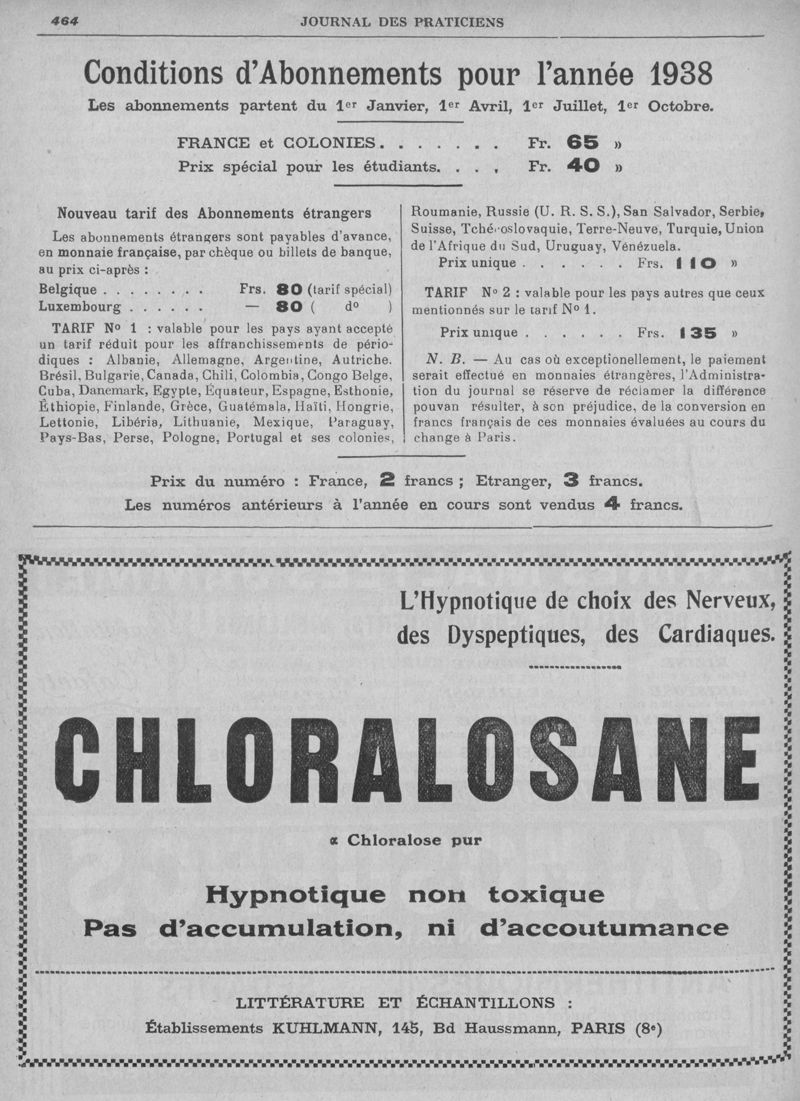 464
JOURNAL DES PRATICIENS
Conditions d'Abonnements pour l'année 1938
Les abonnements partent du 1er Janvier, 1er Avril, 1er Juillet, 1er Octobre.
FRANCE et COLONIES. . . . . . . Fr. 65 »
Prix spécial pour les étudiants. . . . Fr. 40 »
Nouveau tarif des Abonnements étrangers
Les abonnements étrangers sont payables d'avance,
en monnaie française, par chèque ou billets de banque,
au prix ci-après :
Belgique . . . . . . . . Frs. 80 (tarif spécial)
Luxembourg . . . . . . — 80 ( do )
TARIF No 1 : valable pour les pays ayant accepté
un tarif réduit pour les affranchissements de pério-
diques : Albanie, Allemagne, Argentine, Autriche.
Brésil, Bulgarie, Canada, Chili, Colombia, Congo Belge,
Cuba, Danemark, Egypte, Equateur, Espagne, Esthonie,
Éthiopie, Finlande, Grèce, Guatémala, Haïti, Hongrie,
Lettonie, Libéria, Lithuanie, Mexique, Paraguay,
Pays-Bas, Perse, Pologne, Portugal et ses colonies,
Roumanie, Russie (U. R. S. S.), San Salvador, Serbie,
Suisse, Tchécoslovaquie, Terre-Neuve, Turquie, Union
de l'Afrique du Sud, Uruguay, Vénézuela.
Prix unique . . . . . . Frs. 110 »
TARIF No 2 : valable pour les pays autres que ceux
mentionnés sur le tarif No 1.
Prix unique . . . . . . Frs. 135 »
N. B. — Au cas où exceptionellement, le paiement
serait effectué en monnaies étrangères, l'Administra-
tion du journal se réserve de réclamer la différence
pouvan résulter, à son préjudice, de la conversion en
francs français de ces monnaies évaluées au cours du
change à Paris.
Prix du numéro : France, 2 francs ; Etranger, 3 francs.
Les numéros antérieurs à l'année en cours sont vendus 4 francs.
L'Hypnotique de choix des Nerveux,
des Dyspeptiques, des Cardiaques.
CHLORALOSANE
α Chloralose pur
Hypnotique non toxique
Pas d'accumulation, ni d'accoutumance
LITTÉRATURE ET ÉCHANTILLONS :
Établissements KUHLMANN, 145, Bd Haussmann, PARIS (8e)